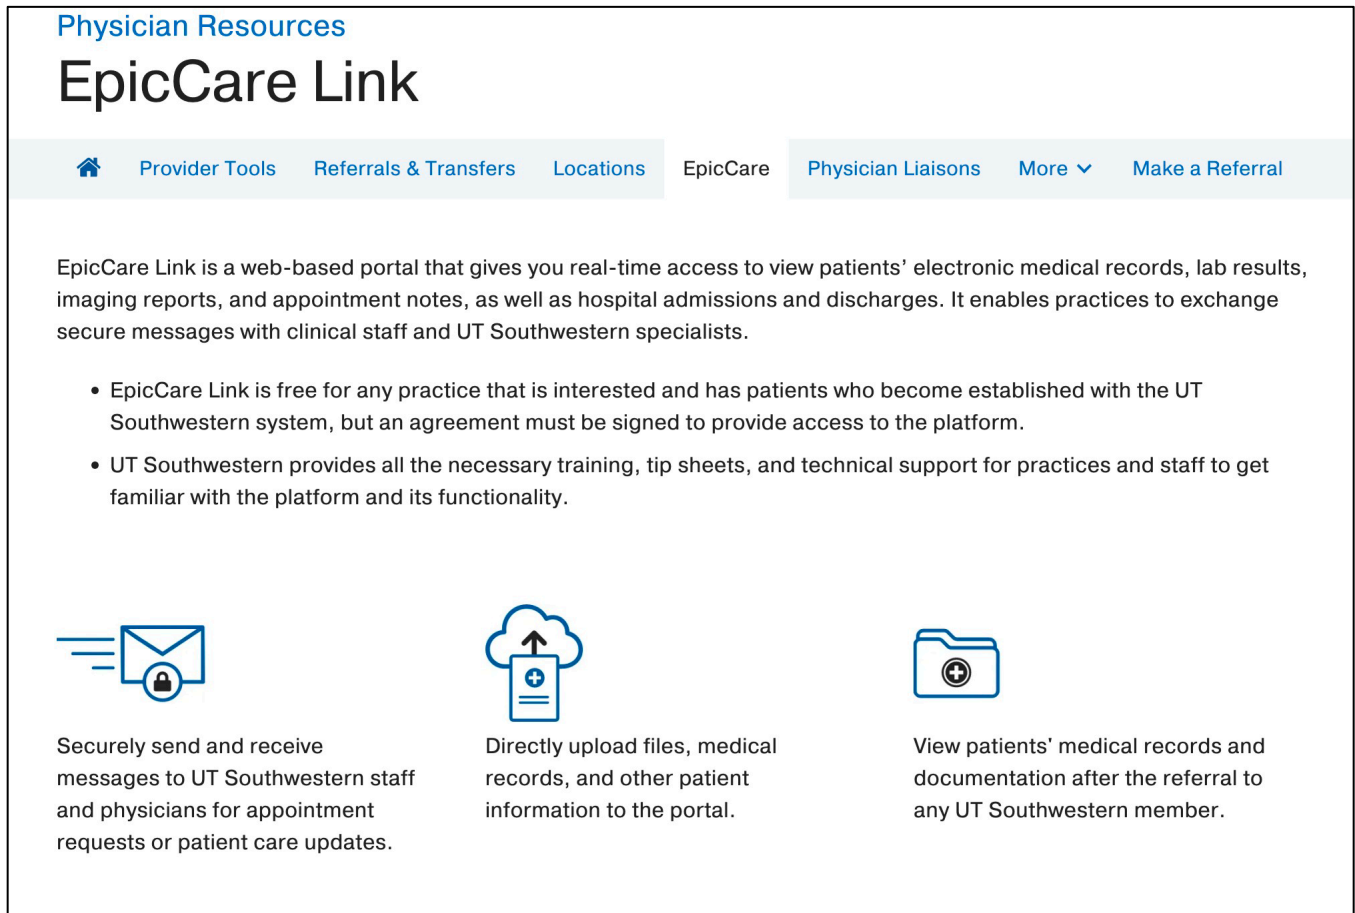 Physician Resources
EpicCare Link
Provider Tools Referrals & Transfers Locations EpicCare Physician Liaisons More Make a Referral
EpicCare Link is a web-based portal that gives you real-time access to view patients’ electronic medical records, lab results,
imaging reports, and appointment notes, as well as hospital admissions and discharges. It enables practices to exchange
secure messages with clinical staff and UT Southwestern specialists.
• EpicCare Link is free for any practice that is interested and has patients who become established with the UT
Southwestern system, but an agreement must be signed to provide access to the platform.
• UT Southwestern provides all the necessary training, tip sheets, and technical support for practices and staff to get
familiar with the platform and its functionality.
Securely send and receive
messages to UT Southwestern staff
and physicians for appointment
requests or patient care updates.
Directly upload files, medical
records, and other patient
information to the portal.
View patients' medical records and
documentation after the referral to
any UT Southwestern member.